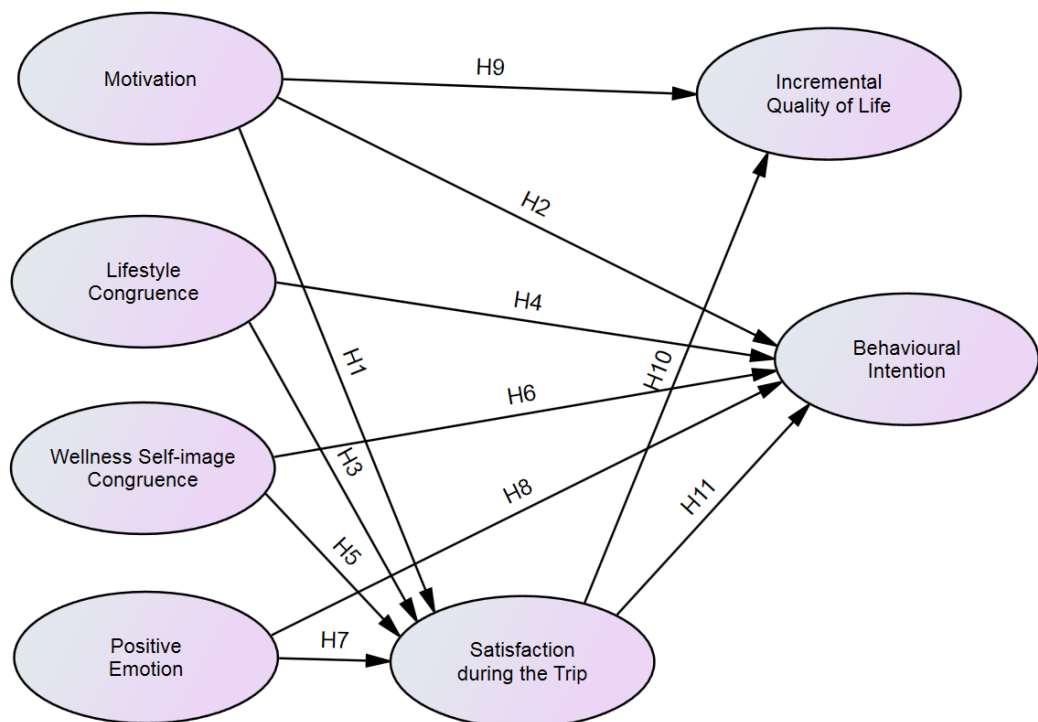 Motivation
H9
Incremental
Quality of Life
H2
Lifestyle
Congruence
H4
H1
H10
Behavioural
Intention
H6
Wellness Self-image
Congruence
H3
H8
H11
H5
Positive
Emotion
H7
Satisfaction
during the Trip